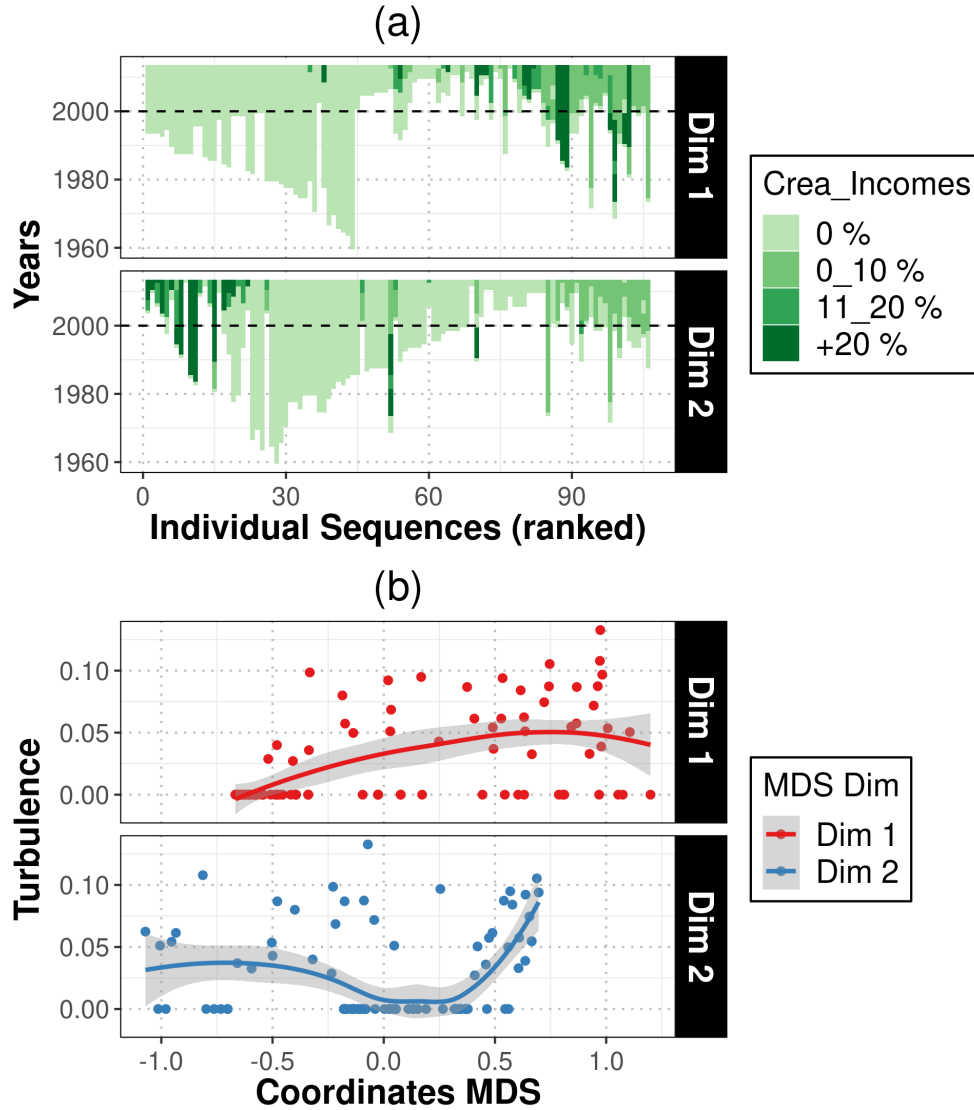 (a)
Years
2000
1980
1960
Dim 1
2000
1980
1960
Dim 2
0 30 60 90
Individual Sequences (ranked)
Crea_Incomes
0 %
0_10 %
11_20 %
+20 %
(b)
Turbulence
0.10
0.05
0.00
Dim 1
0.10
0.05
0.00
Dim 2
-1.0 -0.5 0.0 0.5 1.0
Coordinates MDS
MDS Dim
Dim 1
Dim 2